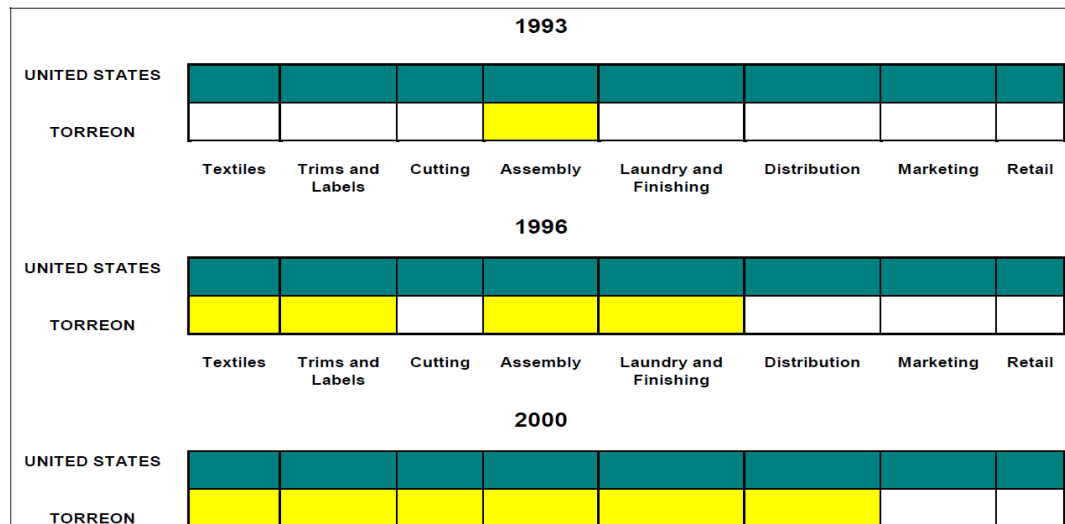 1993
UNITED STATES
TORREON
Textiles Trims and Labels Cutting Assembly Laundry and Finishing Distribution Marketing Retail
1996
UNITED STATES
TORREON
Textiles Trims and Labels Cutting Assembly Laundry and Finishing Distribution Marketing Retail
2000
UNITED STATES
TORREON